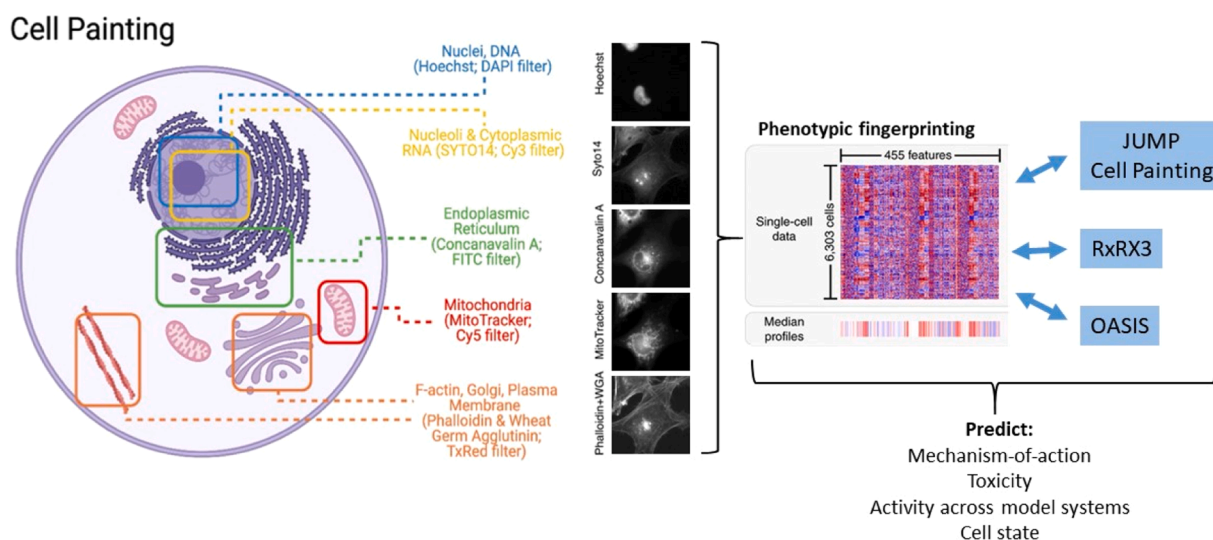 Cell Painting
Nuclei, DNA
(Hoechst; DAPI filter)
Nucleoli & Cytoplasmic
RNA (SYTO14; Cy3 filter)
Endoplasmic
Reticulum
(Concanavalin A;
FITC filter)
Mitochondria
(MitoTracker;
Cy5 filter)
F-actin, Golgi, Plasma
Membrane
(Phalloidin & Wheat
Germ Agglutinin;
TxRed filter)
Hoechst
Syto14
Concanavalin A
MitoTracker
Phalloidin+WGA
Phenotypic fingerprinting
455 features
Single-cell
data
6,303 cells
Median
profiles
JUMP
Cell Painting
RxRX3
OASIS
Predict:
Mechanism-of-action
Toxicity
Activity across model systems
Cell state